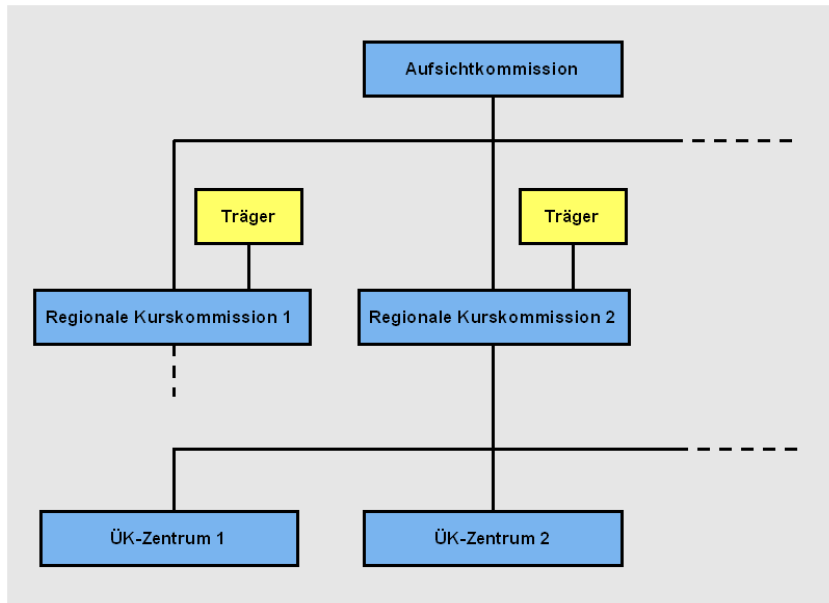 Aufsichtkommission
Träger
Träger
Regionale Kurskommission 1
Regionale Kurskommission 2
ÜK-Zentrum 1
ÜK-Zentrum 2